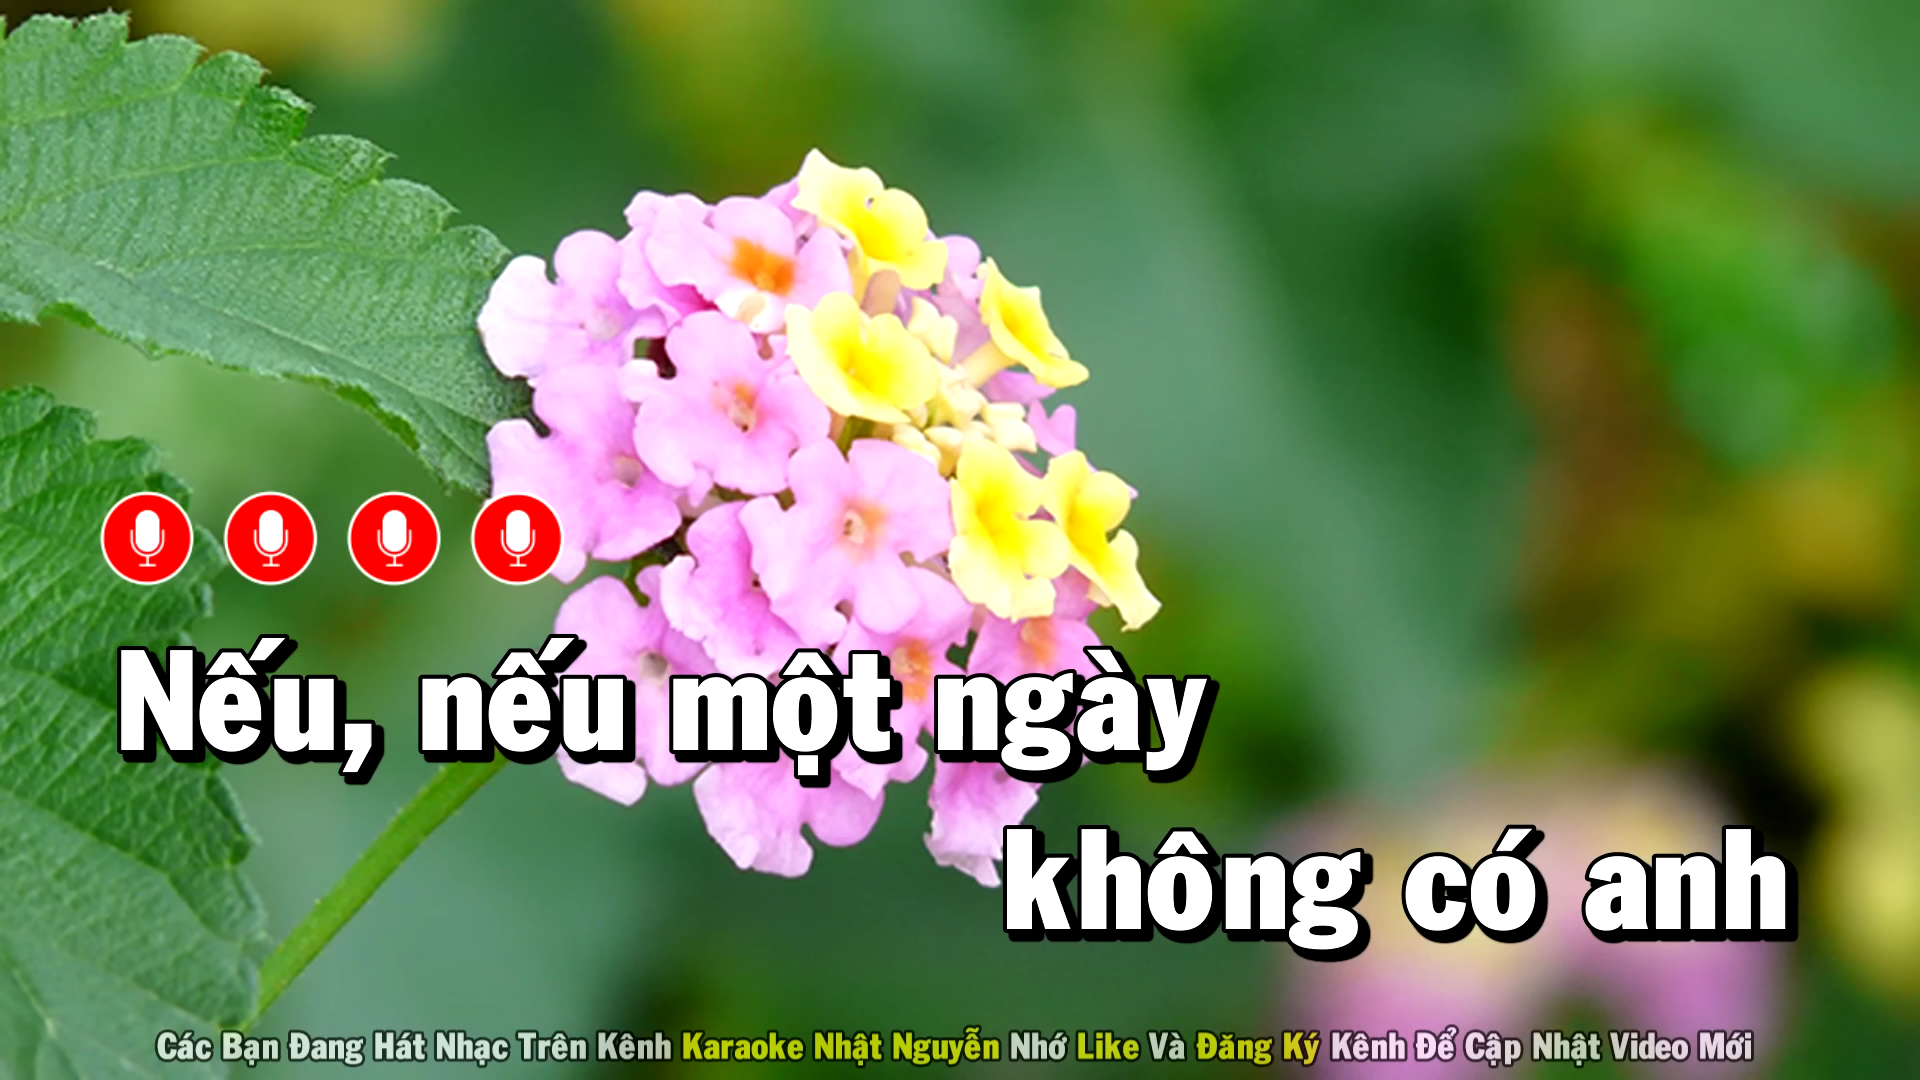 Nếu, nếu một ngày
không có anh
Các Bạn Đang Hát Nhạc Trên Kênh Karaoke Nhật Nguyễn Nhớ Like Và Đăng Ký Kênh Để Cập Nhật Video Mới